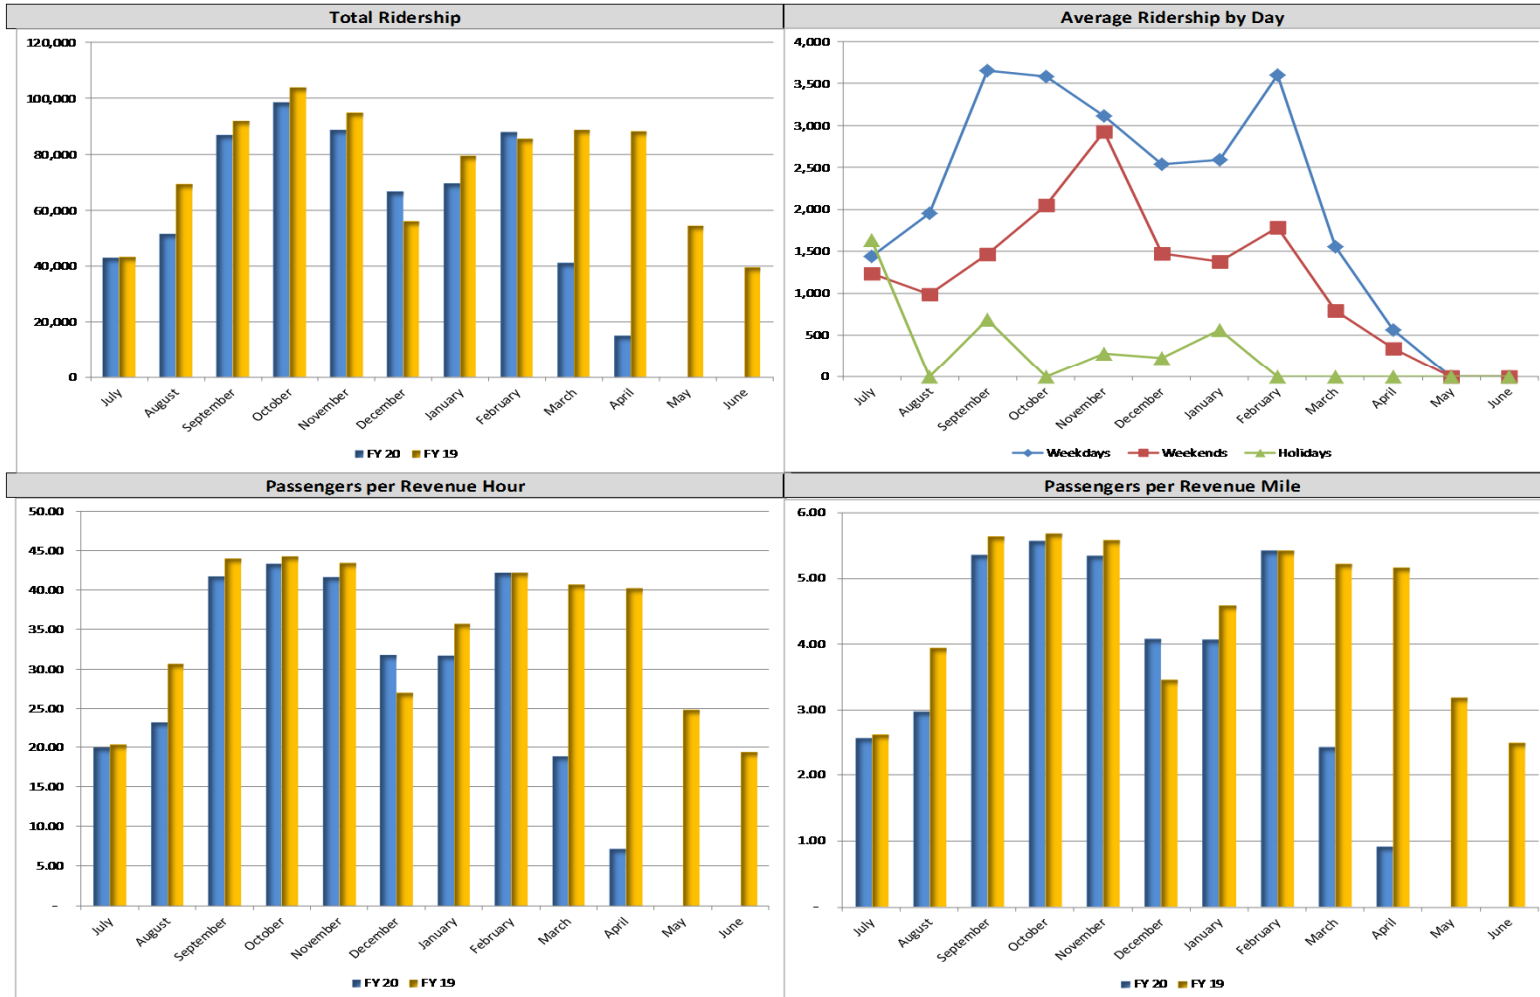 Total Ridership
120,000
100,000
80,000
60,000
40,000
20,000
0
July August September October November December January February March April May June
FY 20 FY 19
Average Ridership by Day
4,000
3,500
3,000
2,500
2,000
1,500
1,000
500
0
July August September October November December January February March April May June
Weekdays Weekends Holidays
Passengers per Revenue Hour
50.00
45.00
40.00
35.00
30.00
25.00
20.00
15.00
10.00
5.00
-
July August September October November December January February March April May June
FY 20 FY 19
Passengers per Revenue Mile
6.00
5.00
4.00
3.00
2.00
1.00
-
July August September October November December January February March April May June
FY 20 FY 19